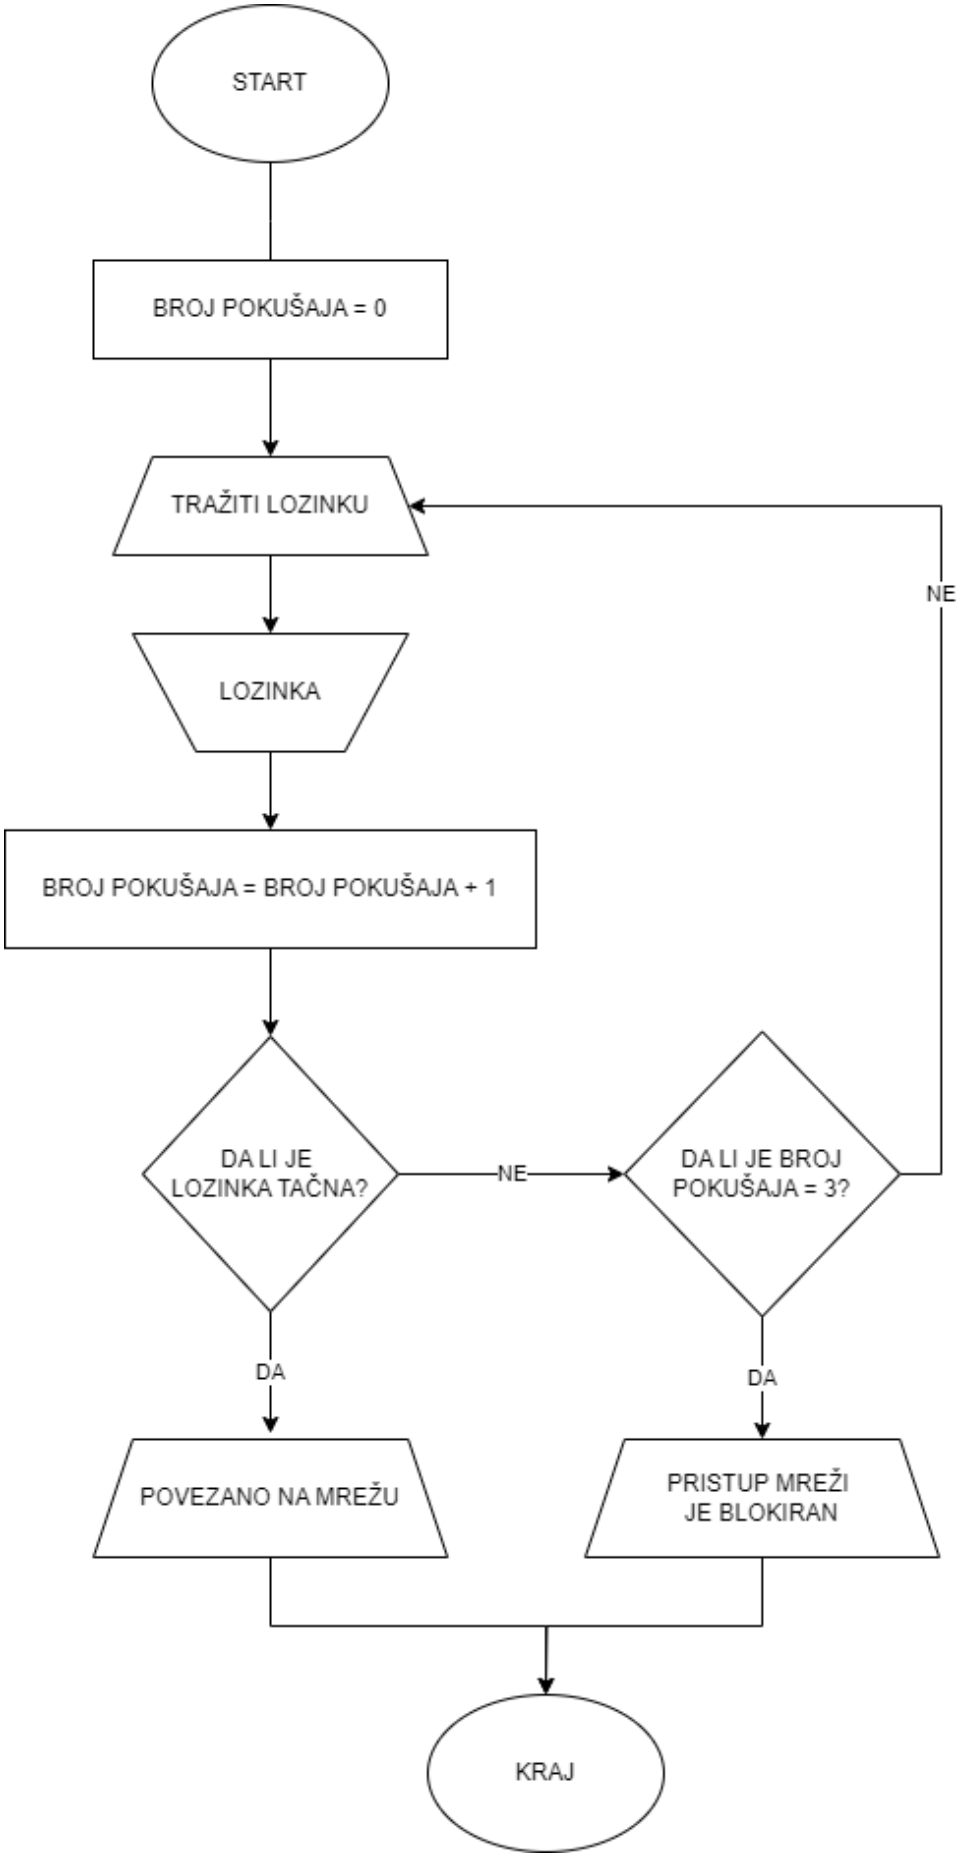 START
BROJ POKUŠAJA = 0
TRAŽITI LOZINKU
NE
LOZINKA
BROJ POKUŠAJA = BROJ POKUŠAJA + 1
DA LI JE
LOZINKA TAČNA?
NE
DA LI JE BROJ
POKUŠAJA = 3?
DA
DA
POVEZANO NA MREŽU
PRISTUP MREŽI
JE BLOKIRAN
KRAJ